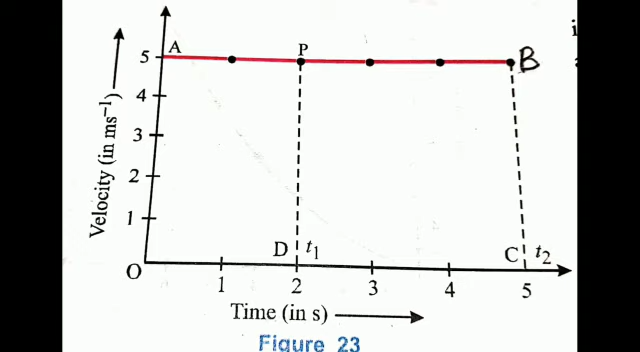 A
P
B
5
4
3
2
1
Velocity (in ms⁻¹)
D
t₁
C
t₂
O
1
2
3
4
5
Time (in s)
Figure 23